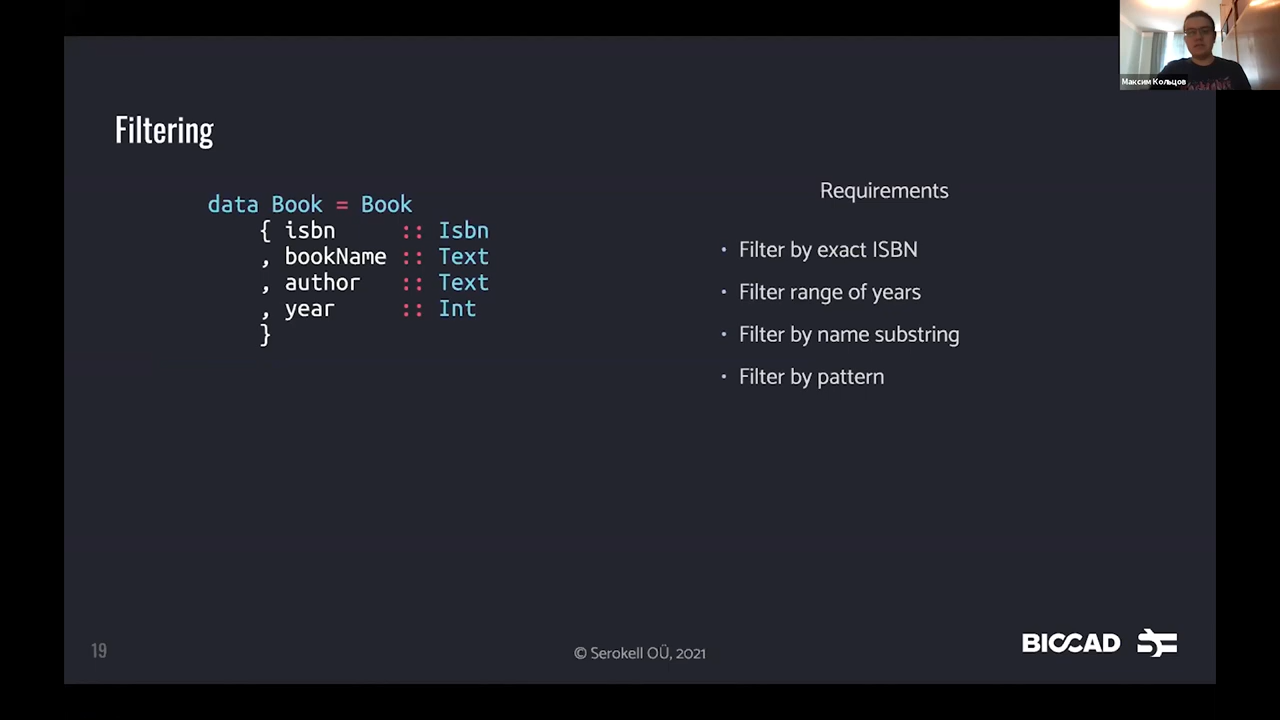 Максим Кольцов
Filtering
data Book = Book
{ isbn :: Isbn
, bookName :: Text
, author :: Text
, year :: Int
}
Requirements
• Filter by exact ISBN
• Filter range of years
• Filter by name substring
• Filter by pattern
19
© Serokell OÜ, 2021
BIOCAD